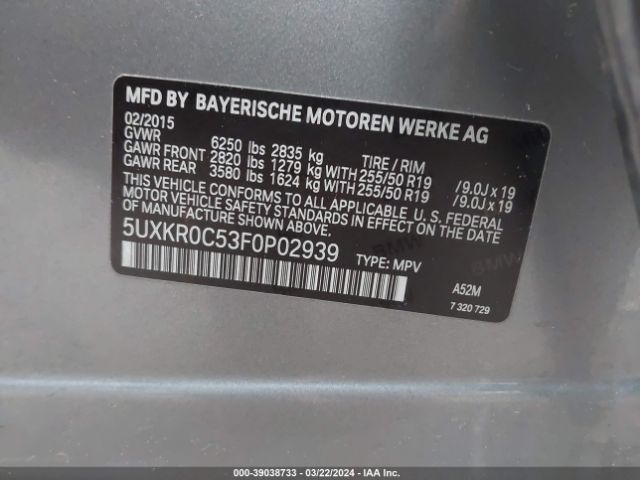 MFD BY BAYERISCHE MOTOREN WERKE AG
02/2015
GVWR 6250 lbs 2835 kg TIRE / RIM
GAWR FRONT 2820 lbs 1279 kg WITH 255/50 R19 /9.0J x 19
GAWR REAR 3580 lbs 1624 kg WITH 255/50 R19 /9.0J x 19
THIS VEHICLE CONFORMS TO ALL APPLICABLE U.S. FEDERAL
MOTOR VEHICLE SAFETY STANDARDS IN EFFECT ON THE DATE
OF MANUFACTURE SHOWN ABOVE.
5UXKR0C53F0P02939
TYPE: MPV
A52M
7 320 729
BMW
BMW
000-39038733 - 03/22/2024 - IAA Inc.